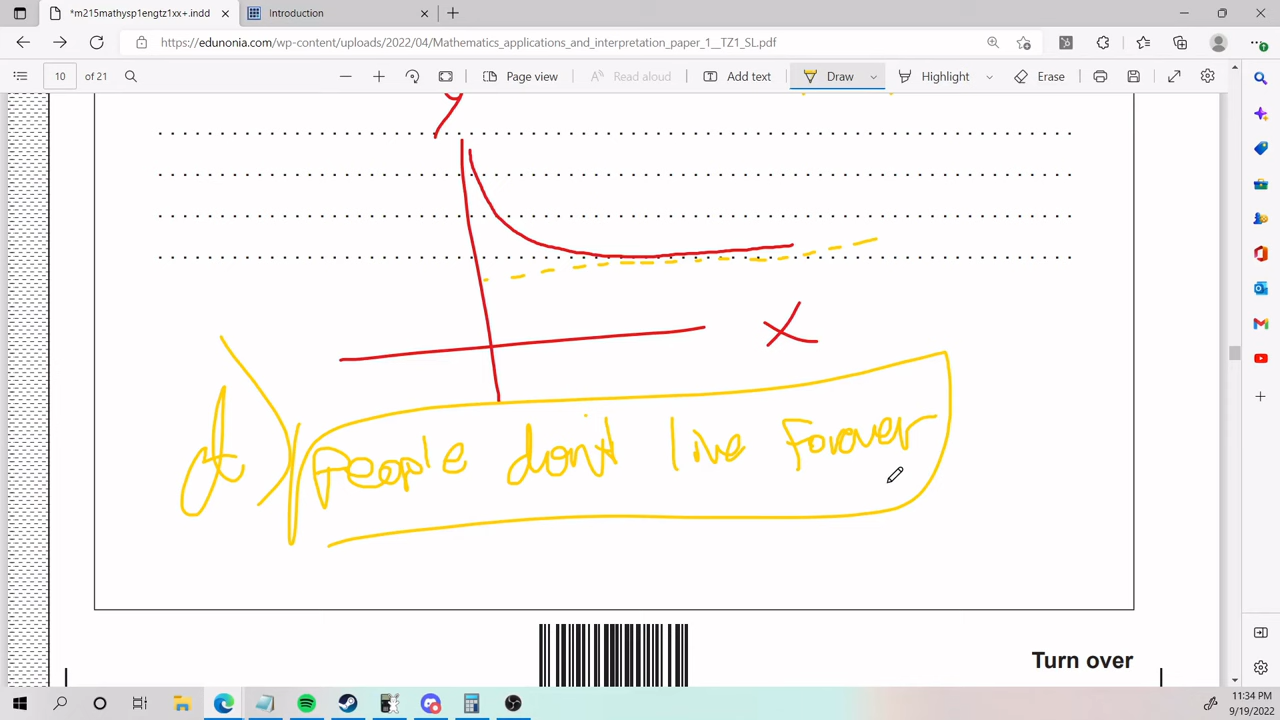 *m215mathysp1engtz1xx+.indd
Introduction
https://edunonia.com/wp-content/uploads/2022/04/Mathematics_applications_and_interpretation_paper_1__TZ1_SL.pdf
10 of 21
Page view
Read aloud
Add text
Draw
Highlight
Erase
y
x
d) people don't live forever
Turn over
11:34 PM
9/19/2022